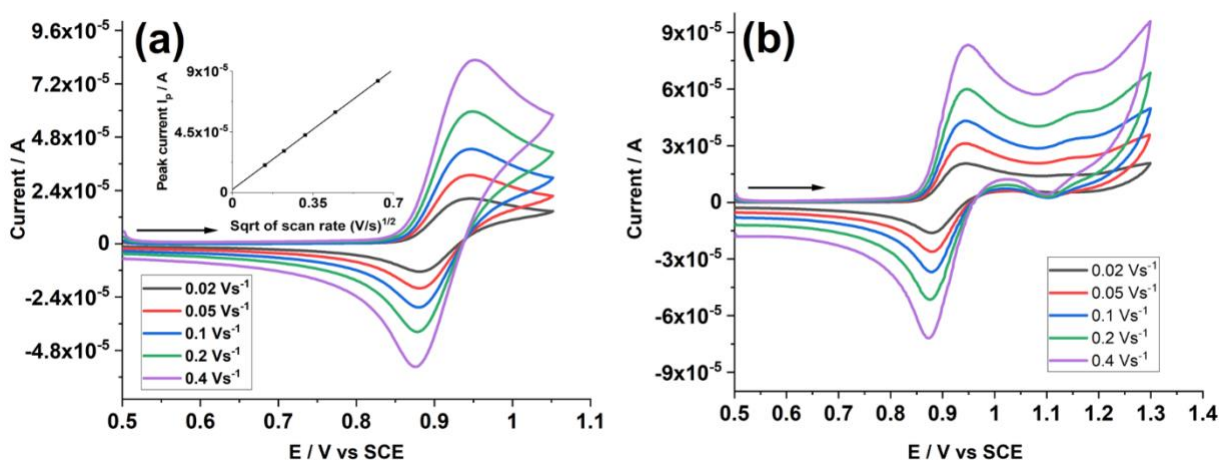 (a)
9.6x10⁻⁵
7.2x10⁻⁵
4.8x10⁻⁵
2.4x10⁻⁵
0
-2.4x10⁻⁵
-4.8x10⁻⁵
Current / A
9x10⁻⁵
4.5x10⁻⁵
0
Peak current Iₚ / A
0 0.35 0.7
Sqrt of scan rate (V/s)¹ᐟ²
0.02 Vs⁻¹
0.05 Vs⁻¹
0.1 Vs⁻¹
0.2 Vs⁻¹
0.4 Vs⁻¹
0.5 0.6 0.7 0.8 0.9 1 1.1
E / V vs SCE
(b)
9x10⁻⁵
6x10⁻⁵
3x10⁻⁵
0
-3x10⁻⁵
-6x10⁻⁵
-9x10⁻⁵
Current / A
0.02 Vs⁻¹
0.05 Vs⁻¹
0.1 Vs⁻¹
0.2 Vs⁻¹
0.4 Vs⁻¹
0.5 0.6 0.7 0.8 0.9 1 1.1 1.2 1.3 1.4
E / V vs SCE